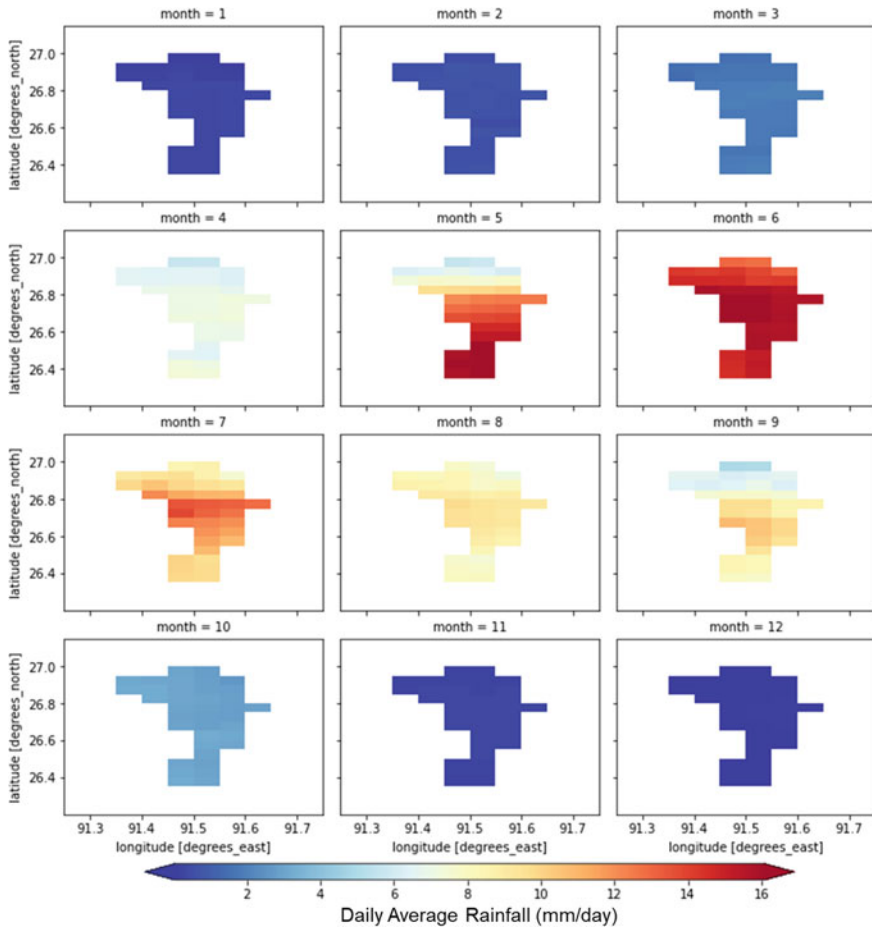 month = 1
month = 2
month = 3
latitude [degrees_north]
27.0
26.8
26.6
26.4
month = 4
month = 5
month = 6
latitude [degrees_north]
27.0
26.8
26.6
26.4
month = 7
month = 8
month = 9
latitude [degrees_north]
27.0
26.8
26.6
26.4
month = 10
month = 11
month = 12
latitude [degrees_north]
27.0
26.8
26.6
26.4
91.3 91.4 91.5 91.6 91.7
91.3 91.4 91.5 91.6 91.7
91.3 91.4 91.5 91.6 91.7
longitude [degrees_east]
longitude [degrees_east]
longitude [degrees_east]
2 4 6 8 10 12 14 16
Daily Average Rainfall (mm/day)